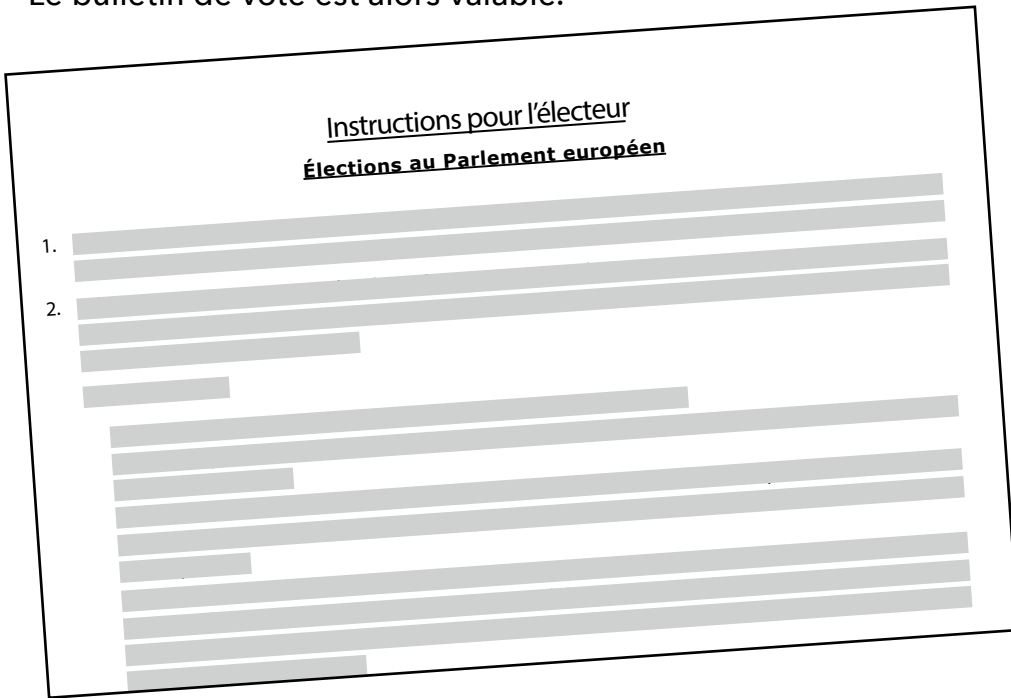 Le bulletin de vote est alors valable.
Instructions pour l'électeur
Élections au Parlement européen
1.
2.